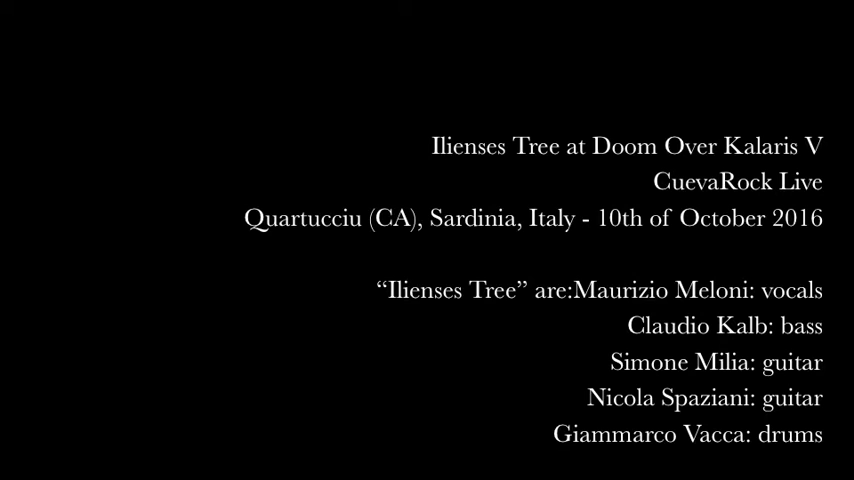 Ilienses Tree at Doom Over Kalaris V
CuevaRock Live
Quartucciu (CA), Sardinia, Italy - 10th of October 2016
“Ilienses Tree” are:Maurizio Meloni: vocals
Claudio Kalb: bass
Simone Milia: guitar
Nicola Spaziani: guitar
Giammarco Vacca: drums